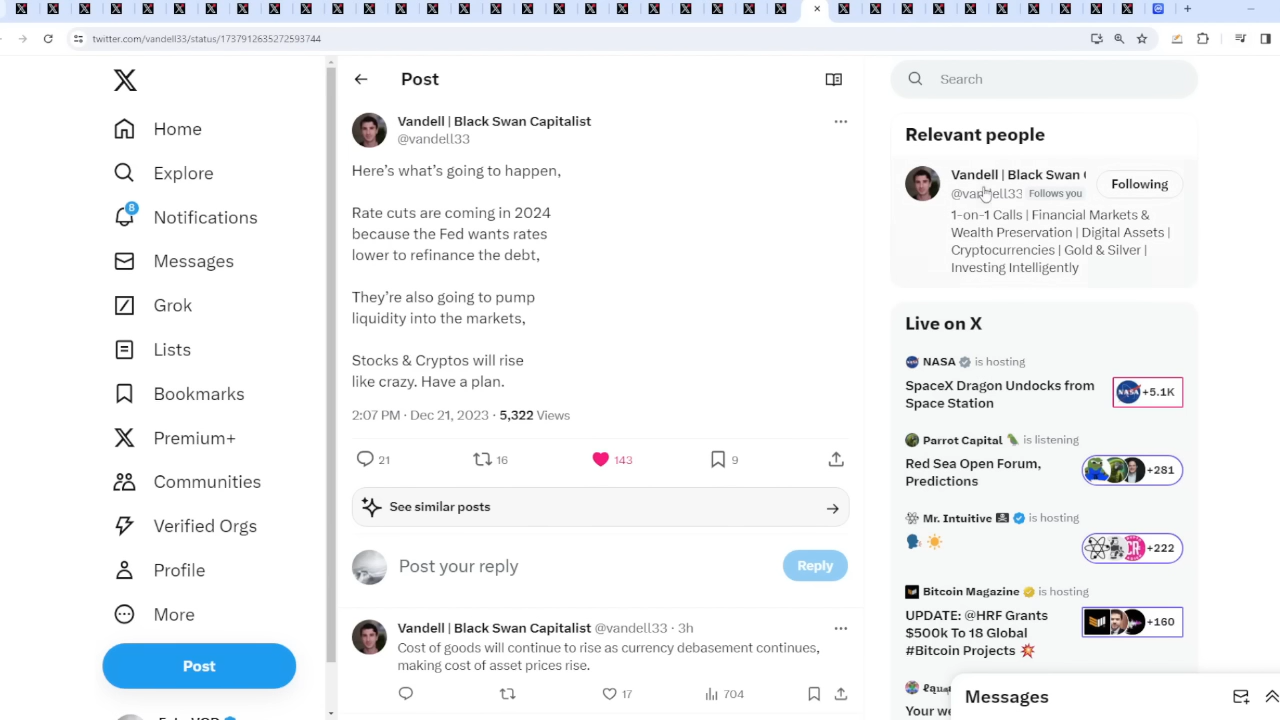 twitter.com/vandell33/status/1737912635272593744
Home
Explore
8
Notifications
Messages
Grok
Lists
Bookmarks
Premium+
Communities
Verified Orgs
Profile
More
Post
Post
Vandell | Black Swan Capitalist
@vandell33
Here's what's going to happen,
Rate cuts are coming in 2024
because the Fed wants rates
lower to refinance the debt,
They're also going to pump
liquidity into the markets,
Stocks & Cryptos will rise
like crazy. Have a plan.
2:07 PM · Dec 21, 2023 · 5,322 Views
21
16
143
9
See similar posts
Post your reply
Reply
Vandell | Black Swan Capitalist @vandell33 · 3h
Cost of goods will continue to rise as currency debasement continues,
making cost of asset prices rise.
17
704
Search
Relevant people
Vandell | Black Swan
@vandell33 Follows you
Following
1-on-1 Calls | Financial Markets &
Wealth Preservation | Digital Assets |
Cryptocurrencies | Gold & Silver |
Investing Intelligently
Live on X
NASA is hosting
SpaceX Dragon Undocks from
Space Station
+5.1K
Parrot Capital is listening
Red Sea Open Forum,
Predictions
+281
Mr. Intuitive is hosting
+222
Bitcoin Magazine is hosting
UPDATE: @HRF Grants
$500k To 18 Global
#Bitcoin Projects
+160
Messages